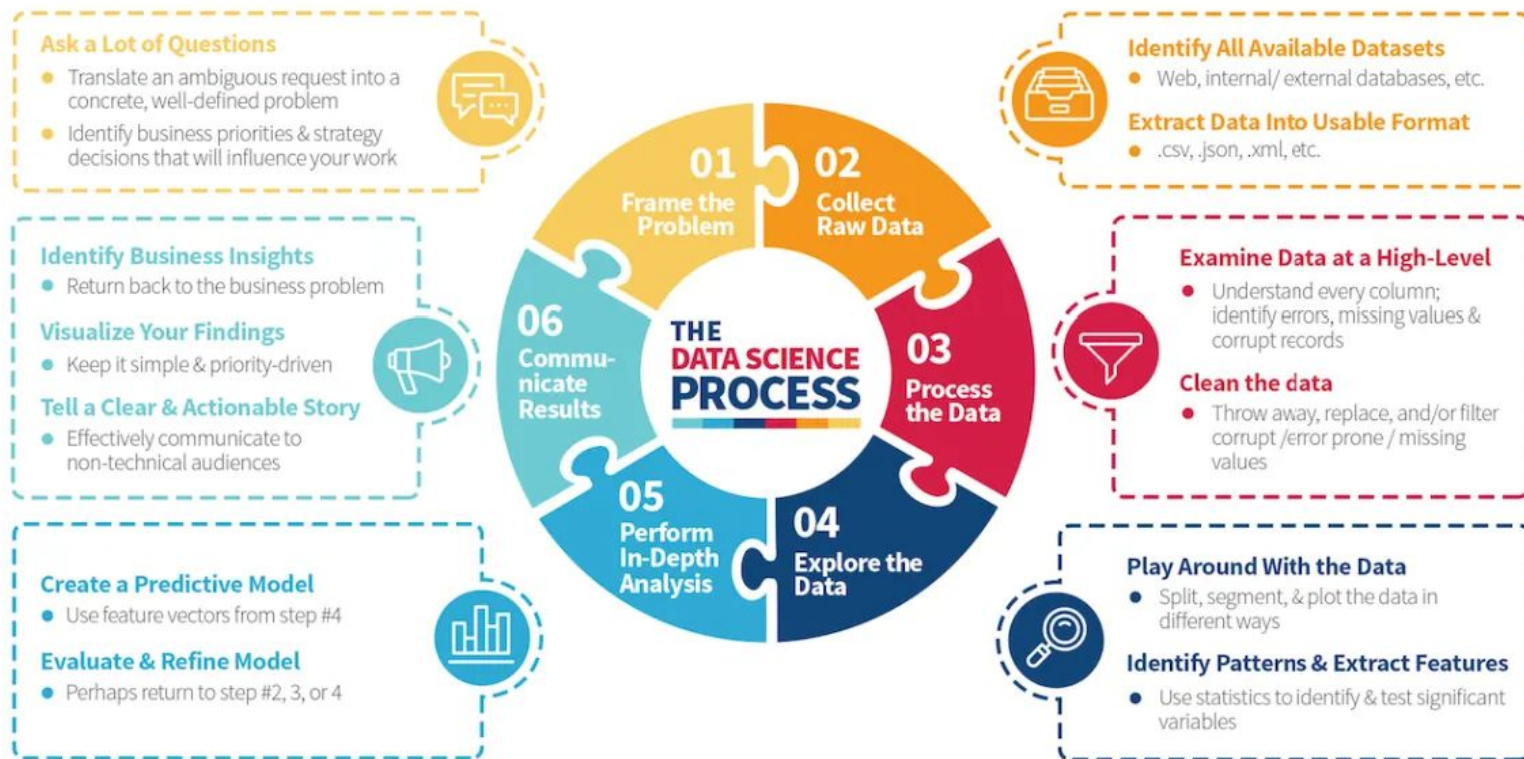 Ask a Lot of Questions
Translate an ambiguous request into a
concrete, well-defined problem
Identify business priorities & strategy
decisions that will influence your work
Identify All Available Datasets
Web, internal/ external databases, etc.
Extract Data Into Usable Format
.csv, .json, .xml, etc.
01
Frame the
Problem
02
Collect
Raw Data
Identify Business Insights
Return back to the business problem
Visualize Your Findings
Keep it simple & priority-driven
Tell a Clear & Actionable Story
Effectively communicate to
non-technical audiences
06
Commu-
nicate
Results
THE
DATA SCIENCE
PROCESS
03
Process
the Data
Examine Data at a High-Level
Understand every column;
identify errors, missing values &
corrupt records
Clean the data
Throw away, replace, and/or filter
corrupt /error prone / missing
values
05
Perform
In-Depth
Analysis
04
Explore the
Data
Create a Predictive Model
Use feature vectors from step #4
Evaluate & Refine Model
Perhaps return to step #2, 3, or 4
Play Around With the Data
Split, segment, & plot the data in
different ways
Identify Patterns & Extract Features
Use statistics to identify & test significant
variables